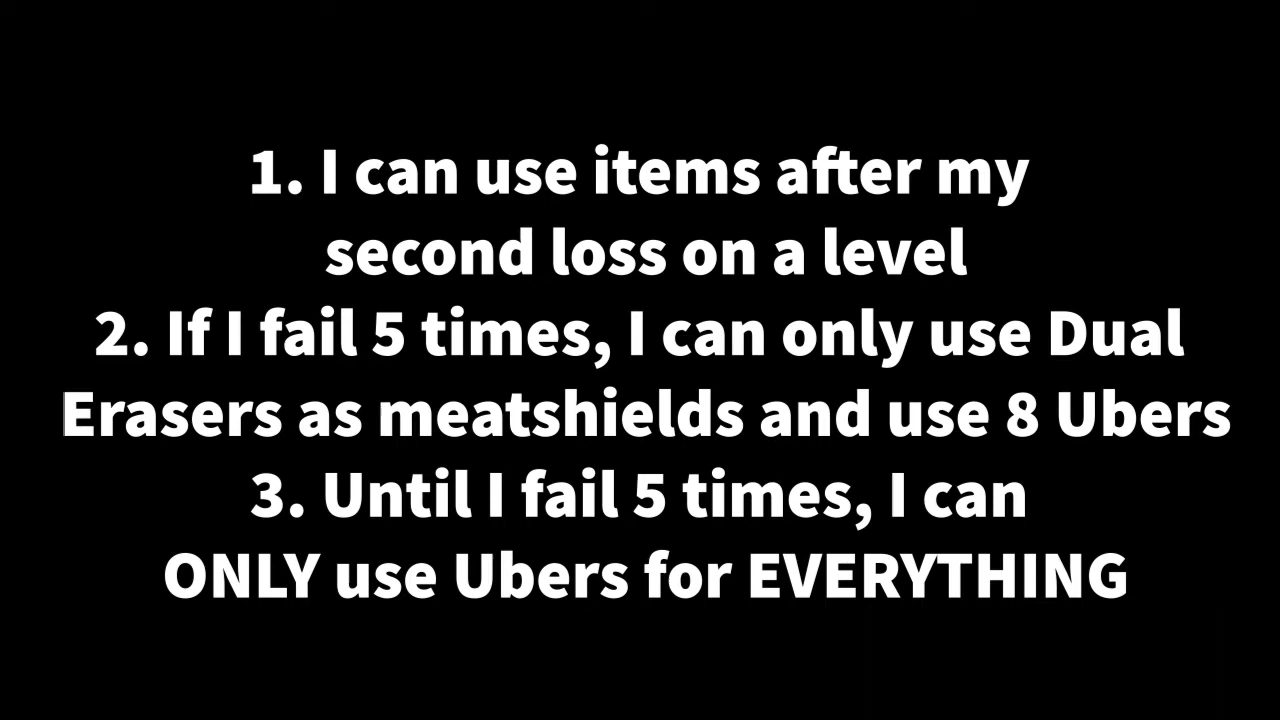 1. I can use items after my
second loss on a level
2. If I fail 5 times, I can only use Dual
Erasers as meatshields and use 8 Ubers
3. Until I fail 5 times, I can
ONLY use Ubers for EVERYTHING